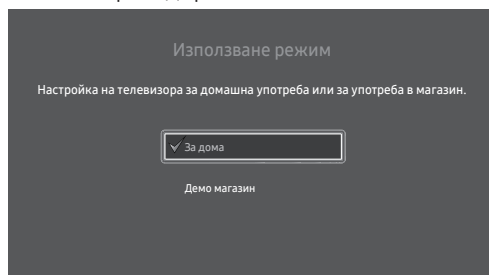 Използване режим
Настройка на телевизора за домашна употреба или за употреба в магазин.
За дома
Демо магазин